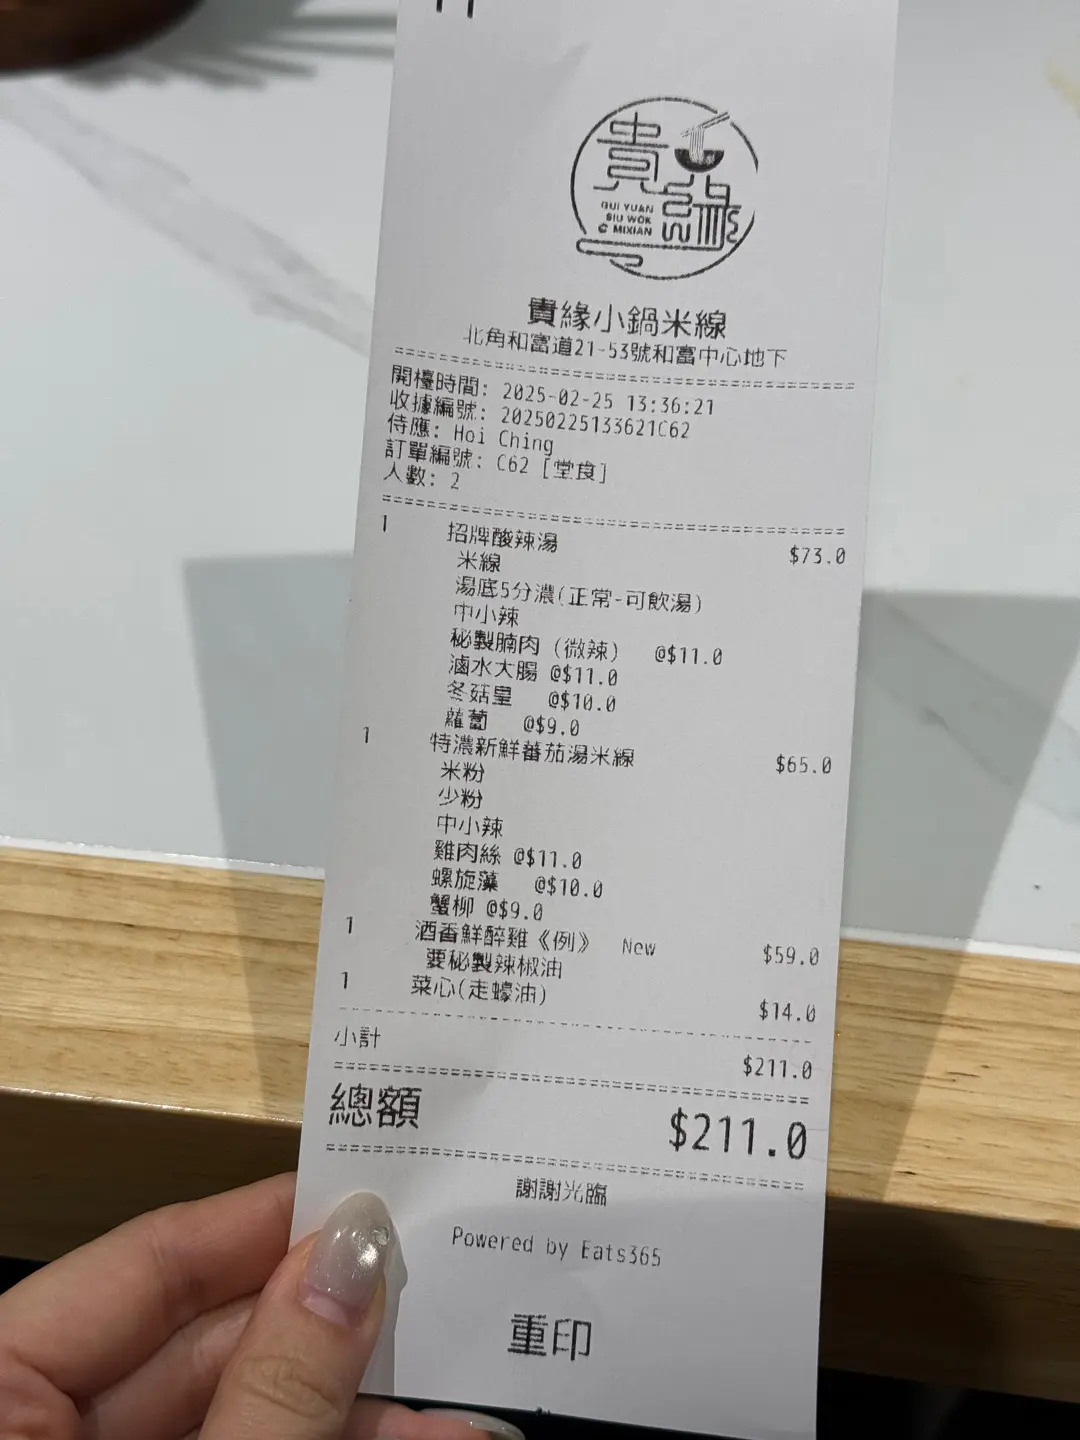 貴緣
GUI YUAN
SIU WOK
MIXIAN
貴緣小鍋米線
北角和富道21-53號和富中心地下
開檯時間: 2025-02-25 13:36:21
收據編號: 20250225133621C62
侍應: Hoi Ching
訂單編號: C62 [堂食]
人數: 2
1 招牌酸辣湯 $73.0
米線
湯底5分濃(正常-可飲湯)
中小辣
秘製腩肉 (微辣) @$11.0
滷水大腸 @$11.0
冬菇皇 @$10.0
蘿蔔 @$9.0
1 特濃新鮮蕃茄湯米線 $65.0
米粉
少粉
中小辣
雞肉絲 @$11.0
螺旋藻 @$10.0
蟹柳 @$9.0
1 酒香鮮醉雞《例》 New $59.0
要秘製辣椒油
1 菜心(走蠔油) $14.0
小計 $211.0
總額 $211.0
謝謝光臨
Powered by Eats365
重印